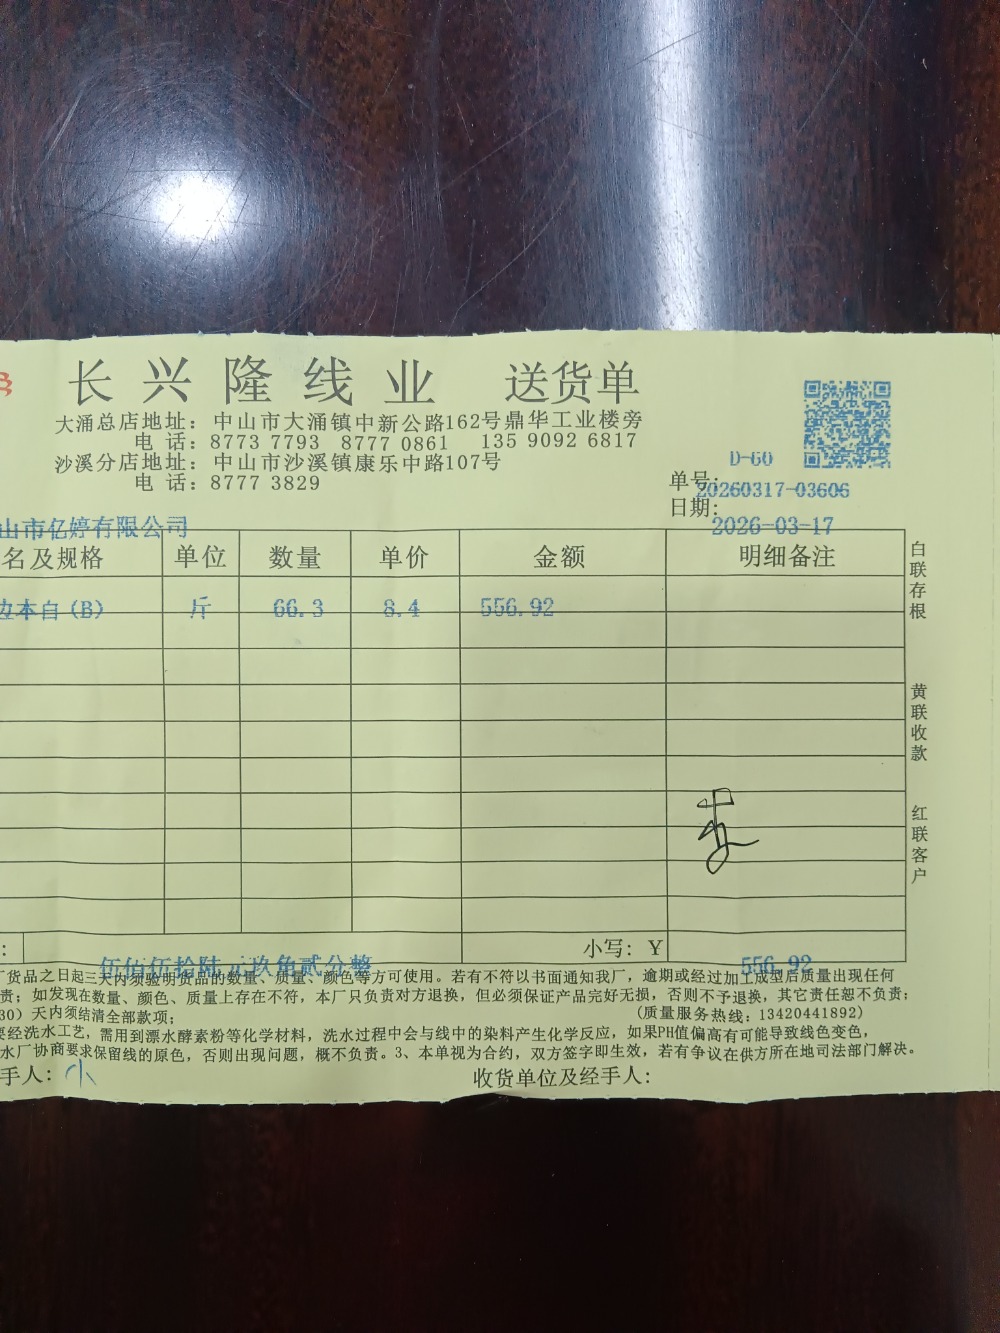 长兴隆线业 送货单
大涌总店地址：中山市大涌镇中新公路162号鼎华工业楼旁
电话：8773 7793 8777 0861 135 9092 6817
沙溪分店地址：中山市沙溪镇康乐中路107号
电话：8777 3829
D-60
单号：20260317-03606
日期：2026-03-17
山市亿婷有限公司
名及规格 单位 数量 单价 金额 明细备注
边本白(B) 斤 66.3 8.4 556.92
白联存根
黄联收款
红联客户
： 伍佰伍拾陆元玖角贰分整 小写：￥ 556.92
厂货品之日起三天内须验明货品的数量、质量、颜色等方可使用。若有不符以书面通知我厂，逾期或经过加工成型后质量出现任何
责；如发现在数量、颜色、质量上存在不符，本厂只负责对方退换，但必须保证产品完好无损，否则不予退换，其它责任恕不负责；
30）天内须结清全部款项； (质量服务热线：13420441892)
要经洗水工艺，需用到漂水酵素粉等化学材料，洗水过程中会与线中的染料产生化学反应，如果PH值偏高有可能导致线色变色，
水厂协商要求保留线的原色，否则出现问题，概不负责。3、本单视为合约，双方签字即生效，若有争议在供方所在地司法部门解决。
手人：小 收货单位及经手人：